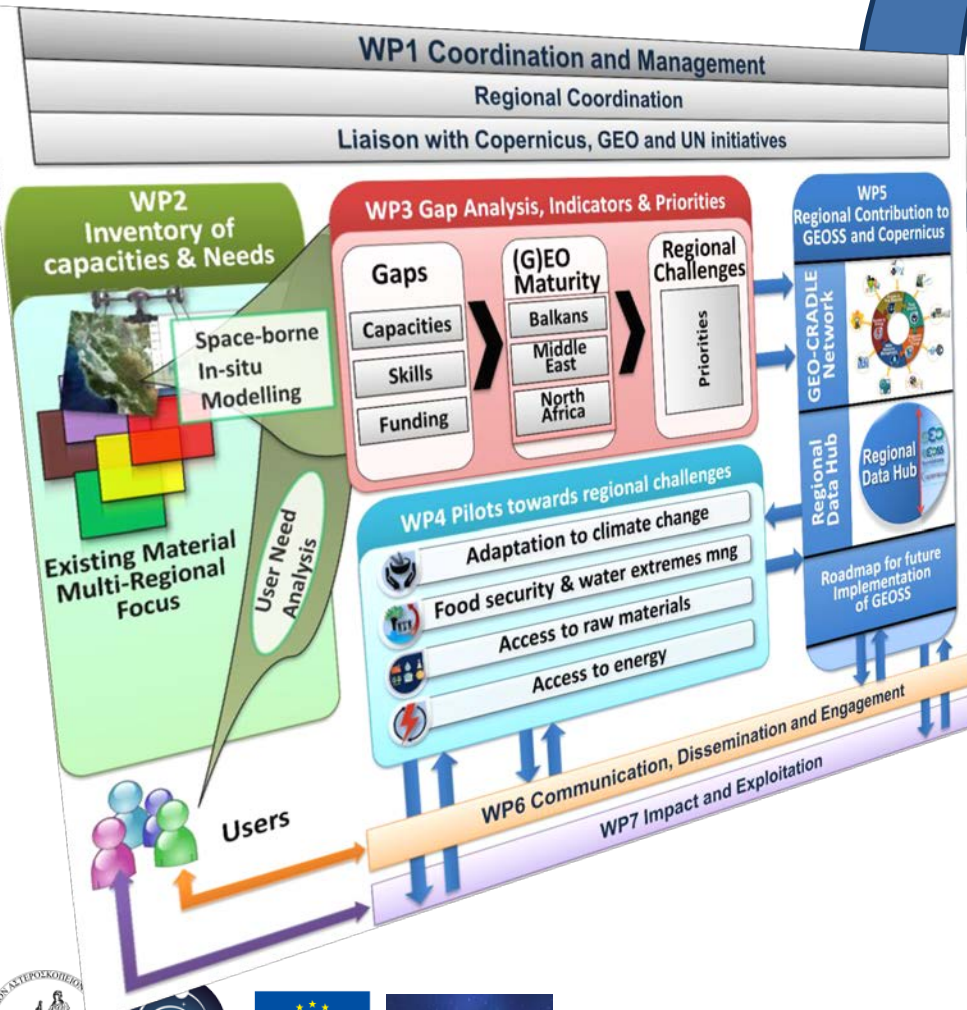 WP1 Coordination and Management
Regional Coordination
Liaison with Copernicus, GEO and UN initiatives
WP2
Inventory of
capacities & Needs
Space-borne
In-situ
Modelling
Existing Material
Multi-Regional
Focus
User Need
Analysis
Users
WP3 Gap Analysis, Indicators & Priorities
Gaps
Capacities
Skills
Funding
(G)EO
Maturity
Balkans
Middle
East
North
Africa
Regional
Challenges
Priorities
WP4 Pilots towards regional challenges
Adaptation to climate change
Food security & water extremes mng
Access to raw materials
Access to energy
WP5
Regional Contribution to
GEOSS and Copernicus
GEO-CRADLE
Network
Regional
Data Hub
Regional
Data Hub
Roadmap for future
Implementation
of GEOSS
WP6 Communication, Dissemination and Engagement
WP7 Impact and Exploitation